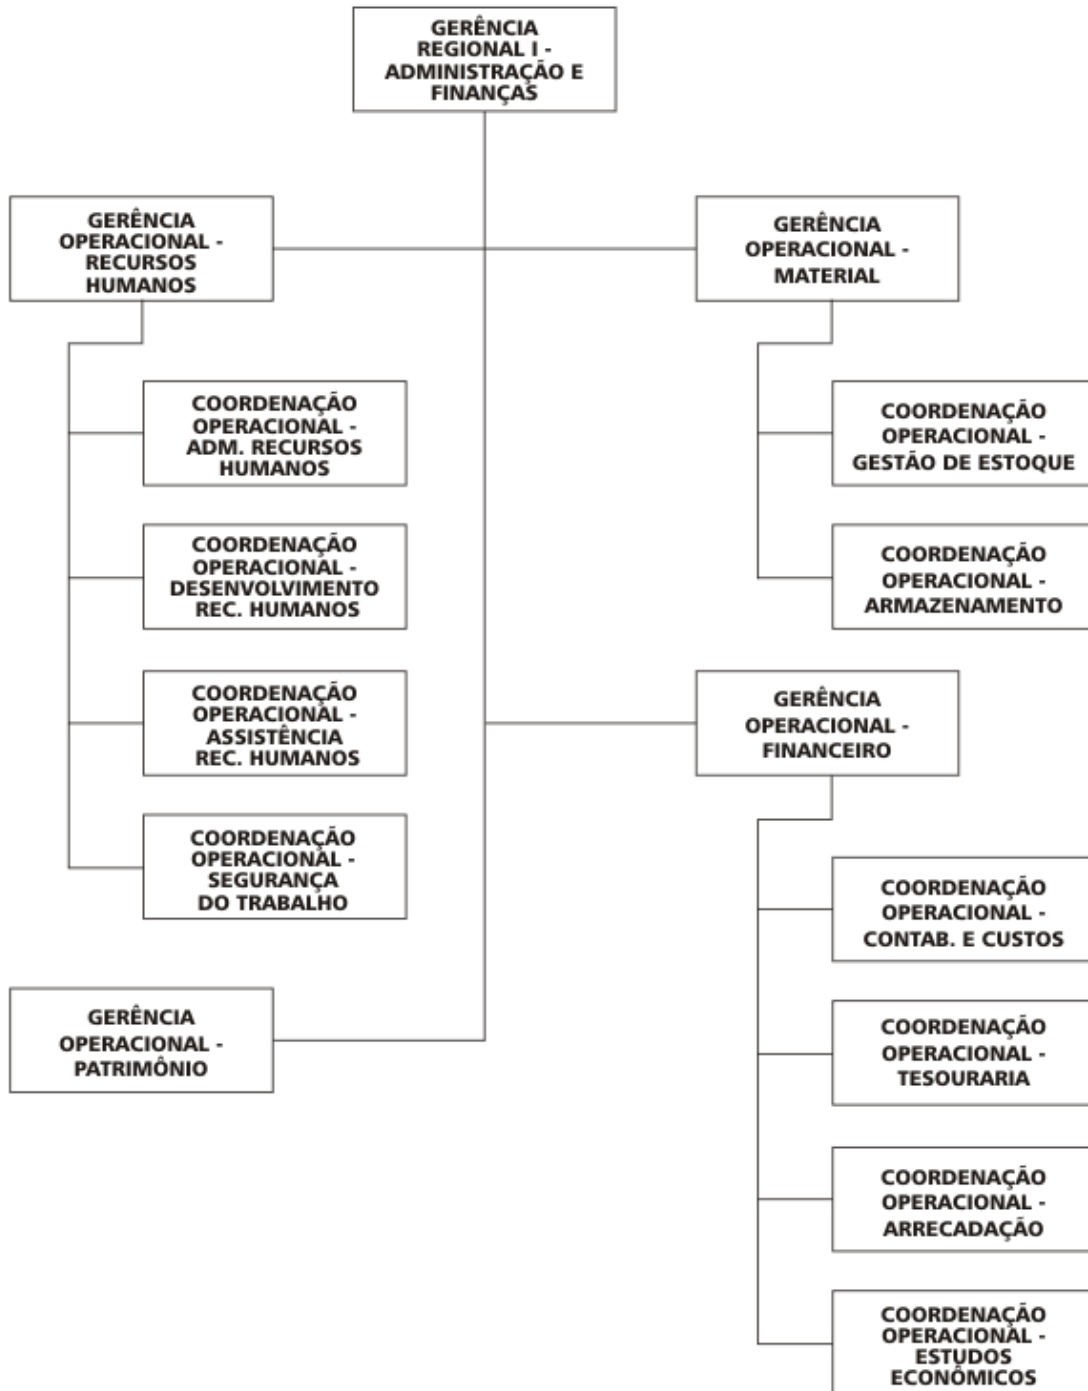 GERÊNCIA
REGIONAL I -
ADMINISTRAÇÃO E
FINANÇAS
GERÊNCIA
OPERACIONAL -
RECURSOS
HUMANOS
COORDENAÇÃO
OPERACIONAL -
ADM. RECURSOS
HUMANOS
COORDENAÇÃO
OPERACIONAL -
DESENVOLVIMENTO
REC. HUMANOS
COORDENAÇÃO
OPERACIONAL -
ASSISTÊNCIA
REC. HUMANOS
COORDENAÇÃO
OPERACIONAL -
SEGURANÇA
DO TRABALHO
GERÊNCIA
OPERACIONAL -
PATRIMÔNIO
GERÊNCIA
OPERACIONAL -
MATERIAL
COORDENAÇÃO
OPERACIONAL -
GESTÃO DE ESTOQUE
COORDENAÇÃO
OPERACIONAL -
ARMAZENAMENTO
GERÊNCIA
OPERACIONAL -
FINANCEIRO
COORDENAÇÃO
OPERACIONAL -
CONTAB. E CUSTOS
COORDENAÇÃO
OPERACIONAL -
TESOURARIA
COORDENAÇÃO
OPERACIONAL -
ARRECADAÇÃO
COORDENAÇÃO
OPERACIONAL -
ESTUDOS
ECONÔMICOS